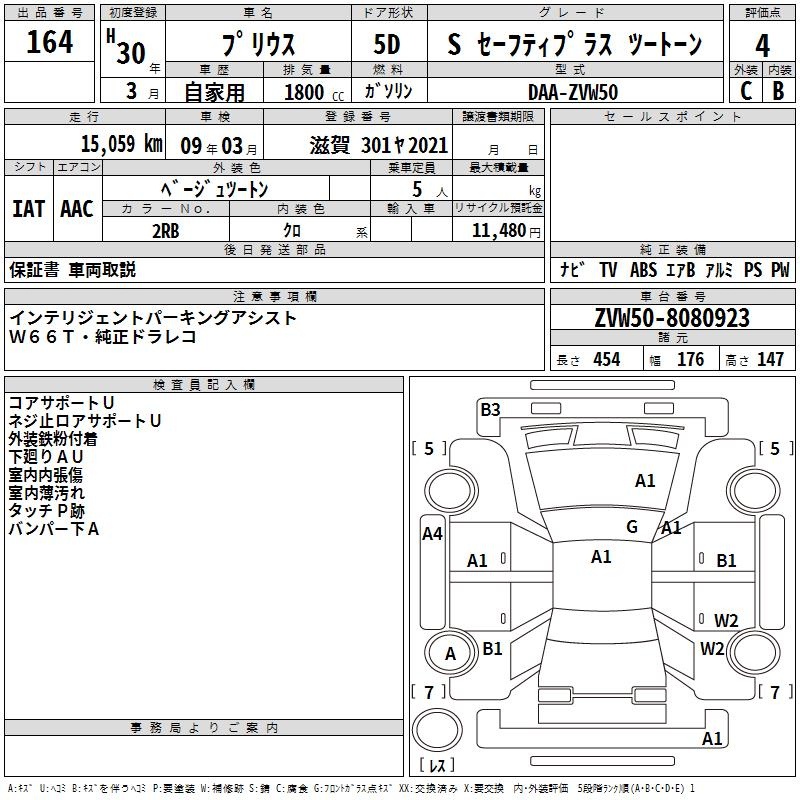 出品番号 初度登録 車名 ドア形状 グレード 評価点
164 H30年 プリウス 5D S セーフティプラス ツートーン 4
車歴 排気量 燃料 型式 外装 内装
3月 自家用 1800 CC ガソリン DAA-ZVW50 C B
走行 車検 登録番号 譲渡書類期限 セールスポイント
15,059 km 09年03月 滋賀 301ヤ2021 月 日
シフト エアコン 外装色 乗車定員 最大積載量
IAT AAC ベージュツートン 5 人 kg
カラーNo. 内装色 輸入車 リサイクル預託金
2RB クロ 系 11,480円
後日発送部品 純正装備
保証書 車両取説 ナビ TV ABS エアB アルミ PS PW
注意事項欄 車台番号
インテリジェントパーキングアシスト ZVW50-8080923
W66T・純正ドラレコ 諸元
長さ 454 幅 176 高さ 147
検査員記入欄
コアサポートU
ネジ止ロアサポートU
外装鉄粉付着
下廻りAU
室内内張傷
室内薄汚れ
タッチP跡
バンパー下A
事務局よりご案内
B3
[ 5 ] [ 5 ]
A1
A4 G A1
A1 A1 B1
W2
A B1 W2
[ 7 ] [ 7 ]
A1
[ レス ]
A:キズ U:ヘコミ B:キズを伴うヘコミ P:要塗装 W:補修跡 S:錆 C:腐食 G:フロントガラス点キズ XX:交換済み X:要交換 内・外装評価 5段階ランク順(A・B・C・D・E) 1